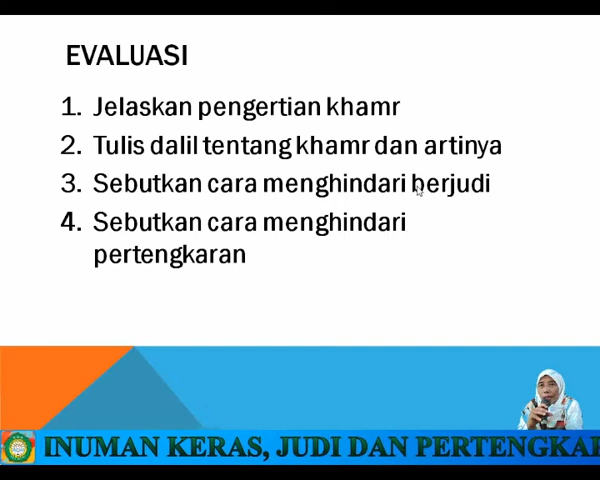 EVALUASI
1. Jelaskan pengertian khamr
2. Tulis dalil tentang khamr dan artinya
3. Sebutkan cara menghindari berjudi
4. Sebutkan cara menghindari
pertengkaran
INUMAN KERAS, JUDI DAN PERTENGKA